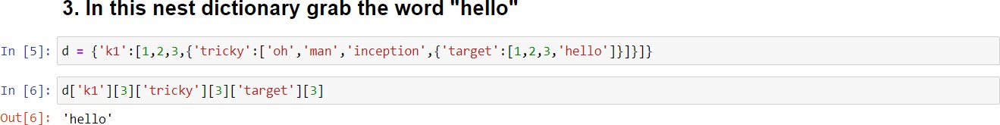 3. In this nest dictionary grab the word "hello"
In [5]: d = {'k1':[1,2,3,{'tricky':['oh','man','inception',{'target':[1,2,3,'hello']}]}]}
In [6]: d['k1'][3]['tricky'][3]['target'][3]
Out[6]: 'hello'